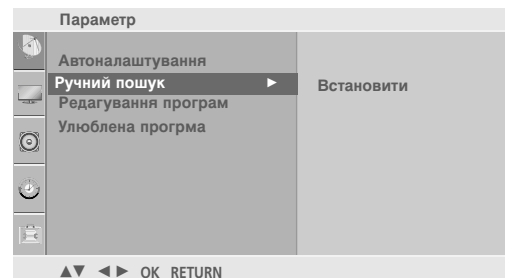 Параметр
Автоналаштування
Ручний пошук ►
Встановити
Редагування програм
Улюблена прогрма
▲▼ ◄► OK RETURN